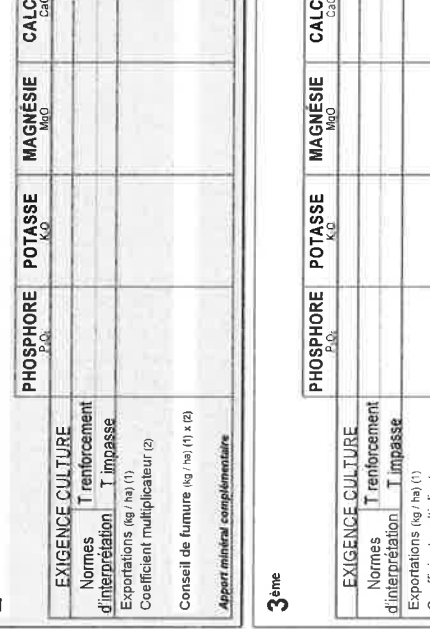 PHOSPHORE POTASSE MAGNÉSIE CALC
P₂O₅ K₂O MgO CaO
EXIGENCE CULTURE
Normes d'interprétation
T renforcement
T impasse
Exportations (kg / ha) (1)
Coefficient multiplicateur (2)
Conseil de fumure (kg / ha) (1) x (2)
Apport minéral complémentaire
3ème
PHOSPHORE POTASSE MAGNÉSIE CALC
P₂O₅ K₂O MgO CaO
EXIGENCE CULTURE
Normes d'interprétation
T renforcement
T impasse
Exportations (kg / ha) (1)